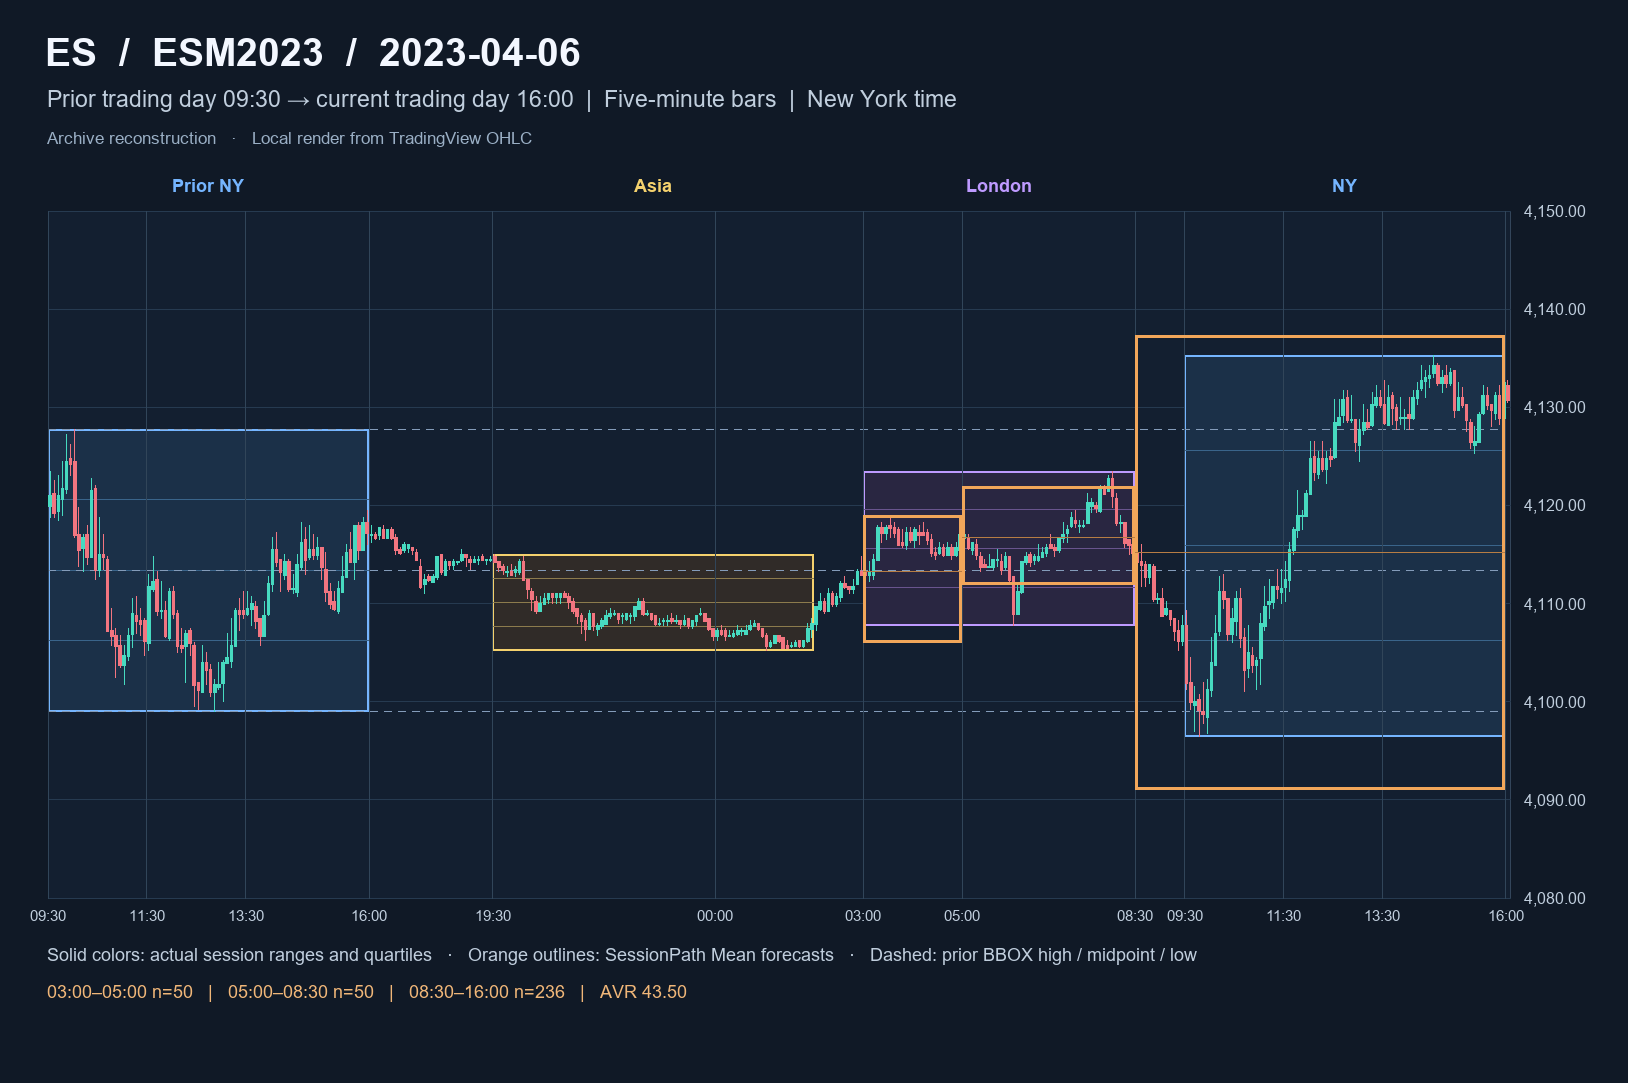 ES / ESM2023 / 2023-04-06
Prior trading day 09:30 → current trading day 16:00 | Five-minute bars | New York time
Archive reconstruction · Local render from TradingView OHLC
Prior NY Asia London NY
4,150.00
4,140.00
4,130.00
4,120.00
4,110.00
4,100.00
4,090.00
4,080.00
09:30 11:30 13:30 16:00 19:30 00:00 03:00 05:00 08:30 09:30 11:30 13:30 16:00
Solid colors: actual session ranges and quartiles · Orange outlines: SessionPath Mean forecasts · Dashed: prior BBOX high / midpoint / low
03:00–05:00 n=50 | 05:00–08:30 n=50 | 08:30–16:00 n=236 | AVR 43.50